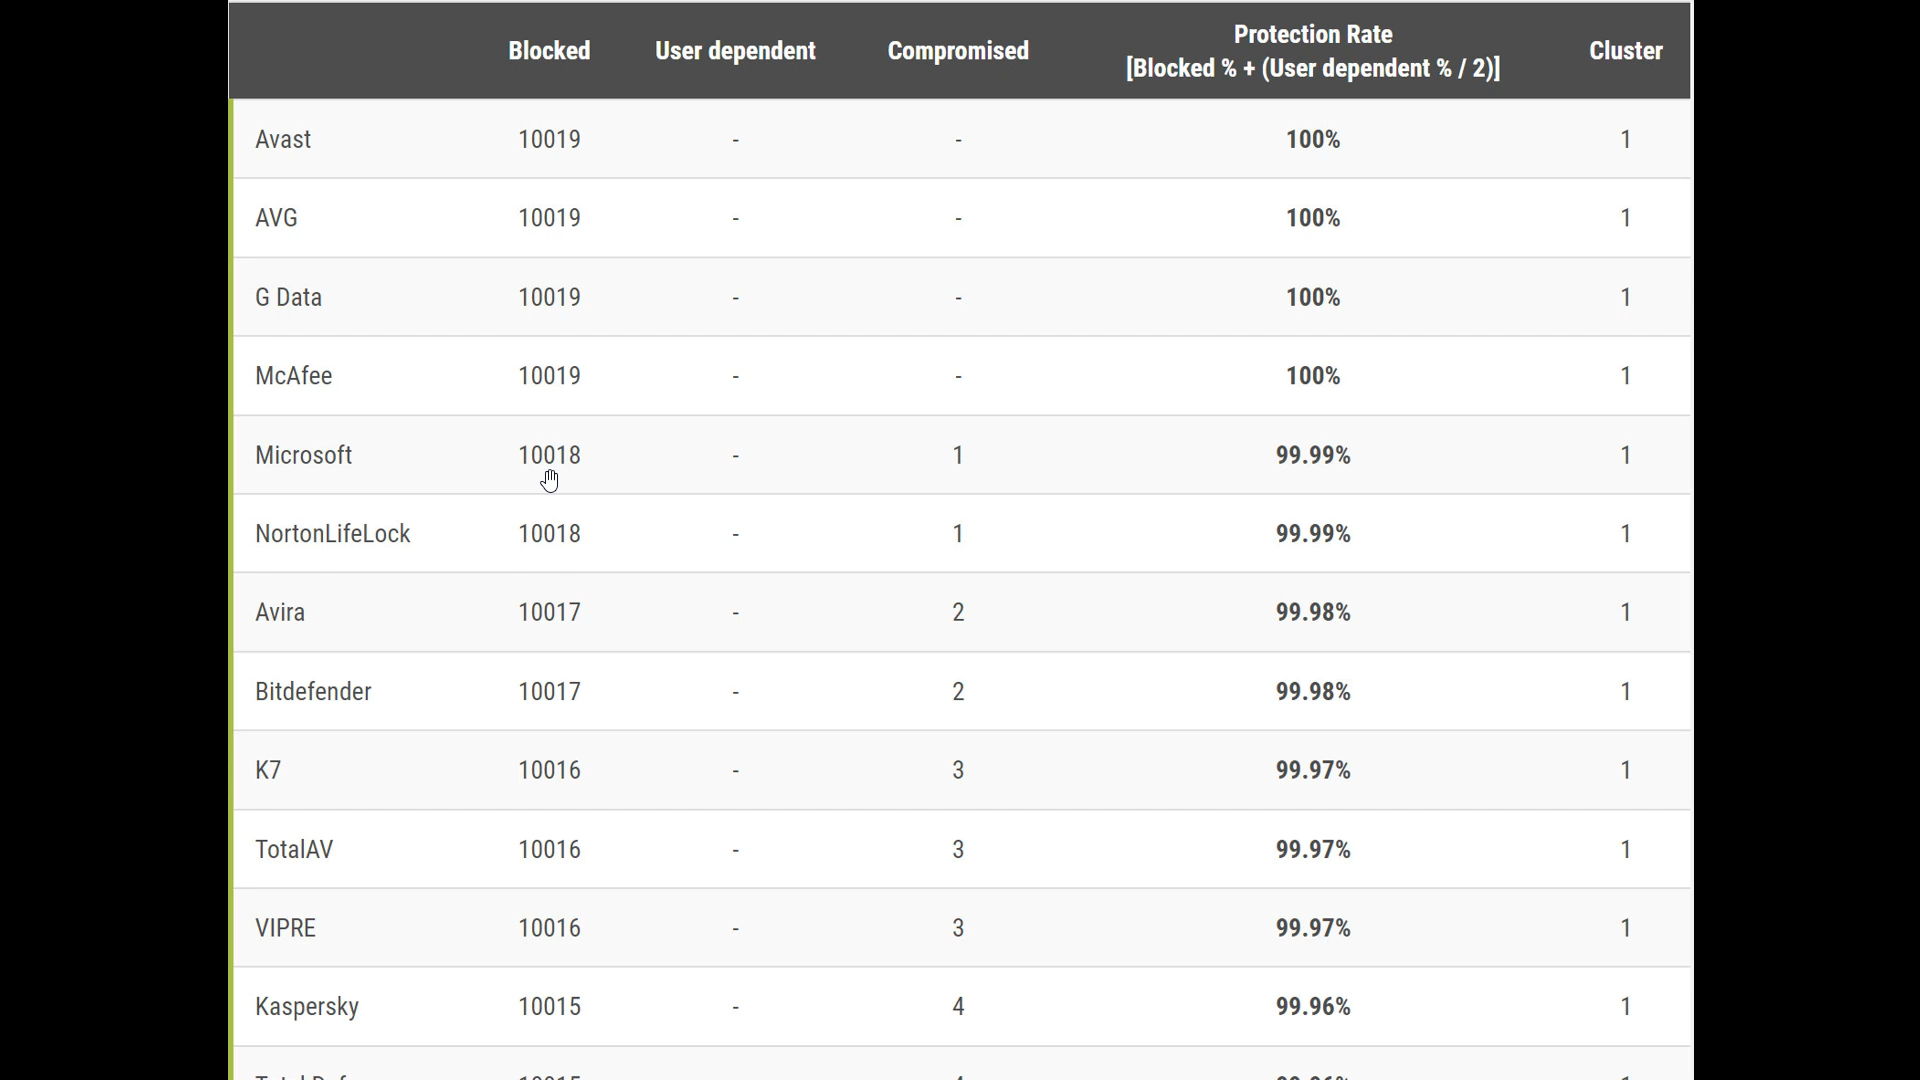 Blocked User dependent Compromised Protection Rate [Blocked % + (User dependent % / 2)] Cluster
Avast 10019 - - 100% 1
AVG 10019 - - 100% 1
G Data 10019 - - 100% 1
McAfee 10019 - - 100% 1
Microsoft 10018 - 1 99.99% 1
NortonLifeLock 10018 - 1 99.99% 1
Avira 10017 - 2 99.98% 1
Bitdefender 10017 - 2 99.98% 1
K7 10016 - 3 99.97% 1
TotalAV 10016 - 3 99.97% 1
VIPRE 10016 - 3 99.97% 1
Kaspersky 10015 - 4 99.96% 1